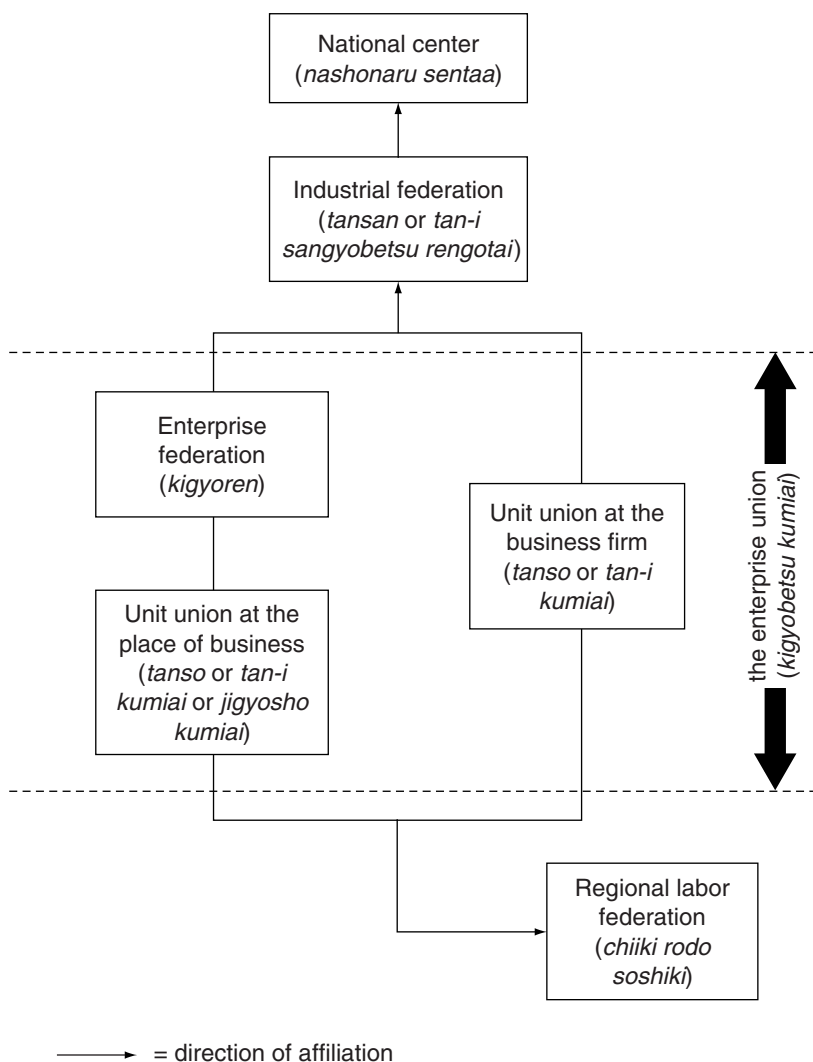 National center
(nashonaru sentaa)
Industrial federation
(tansan or tan-i
sangyobetsu rengotai)
Enterprise
federation
(kigyoren)
Unit union at the
business firm
(tanso or tan-i
kumiai)
the enterprise union
(kigyobetsu kumiai)
Unit union at the
place of business
(tanso or tan-i
kumiai or jigyosho
kumiai)
Regional labor
federation
(chiiki rodo
soshiki)
= direction of affiliation